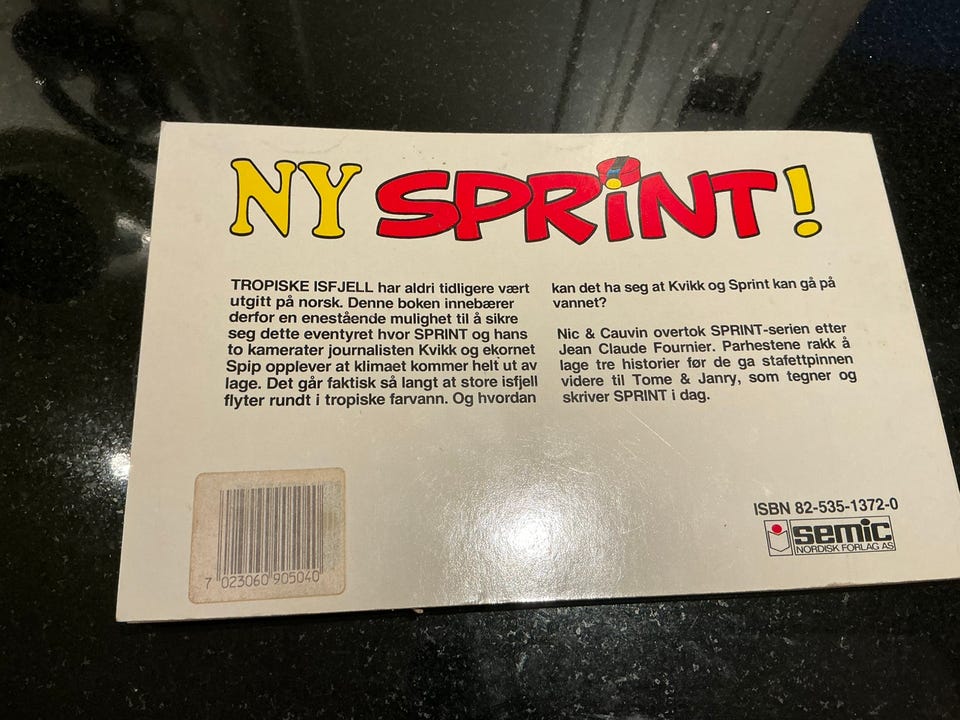 NY SPRINT!
TROPISKE ISFJELL har aldri tidligere vært
utgitt på norsk. Denne boken innebærer
derfor en enestående mulighet til å sikre
seg dette eventyret hvor SPRINT og hans
to kamerater journalisten Kvikk og ekornet
Spip opplever at klimaet kommer helt ut av
lage. Det går faktisk så langt at store isfjell
flyter rundt i tropiske farvann. Og hvordan
kan det ha seg at Kvikk og Sprint kan gå på
vannet?
Nic & Cauvin overtok SPRINT-serien etter
Jean Claude Fournier. Parhestene rakk å
lage tre historier før de ga stafettpinnen
videre til Tome & Janry, som tegner og
skriver SPRINT i dag.
7 023060 905040
ISBN 82-535-1372-0
semic
NORDISK FORLAG AS